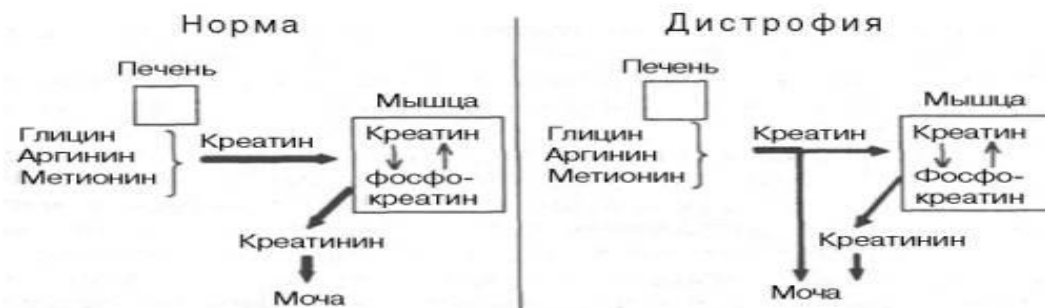 Норма
Печень
Мышца
Глицин
Аргинин
Метионин
Креатин
Креатин
фосфо-
креатин
Креатинин
Моча
Дистрофия
Печень
Мышца
Глицин
Аргинин
Метионин
Креатин
Креатин
Фосфо-
креатин
Креатинин
Моча